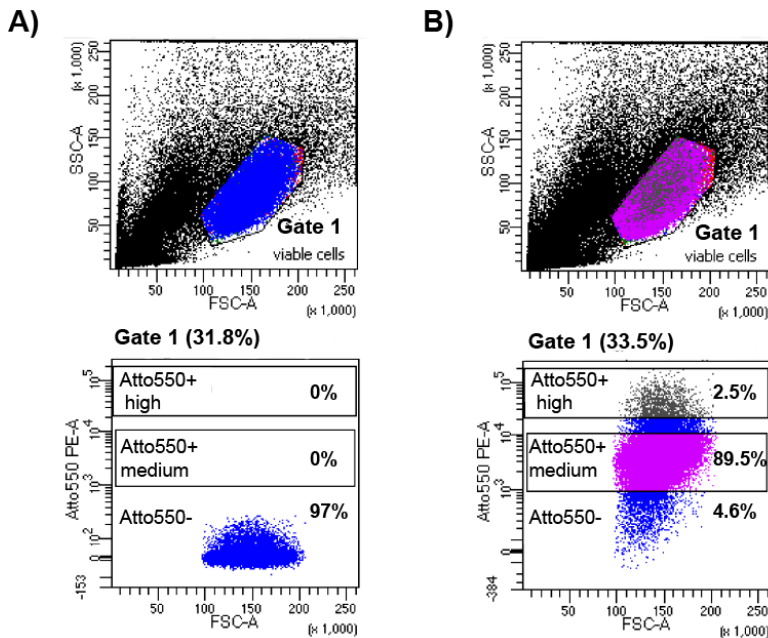 A)
SSC-A
(x 1,000)
250
200
150
100
50
Gate 1
viable cells
50 100 150 200 250
FSC-A
(x 1,000)
Gate 1 (31.8%)
Atto550 PE-A
10^5
10^4
10^3
10^2
0
-153
Atto550+
high
0%
Atto550+
medium
0%
Atto550-
97%
50 100 150 200 250
FSC-A
(x 1,000)
B)
SSC-A
(x 1,000)
250
200
150
100
50
Gate 1
viable cells
50 100 150 200 250
FSC-A
(x 1,000)
Gate 1 (33.5%)
Atto550 PE-A
10^5
10^4
10^3
0
-384
Atto550+
high
2.5%
Atto550+
medium
89.5%
Atto550-
4.6%
50 100 150 200 250
FSC-A
(x 1,000)